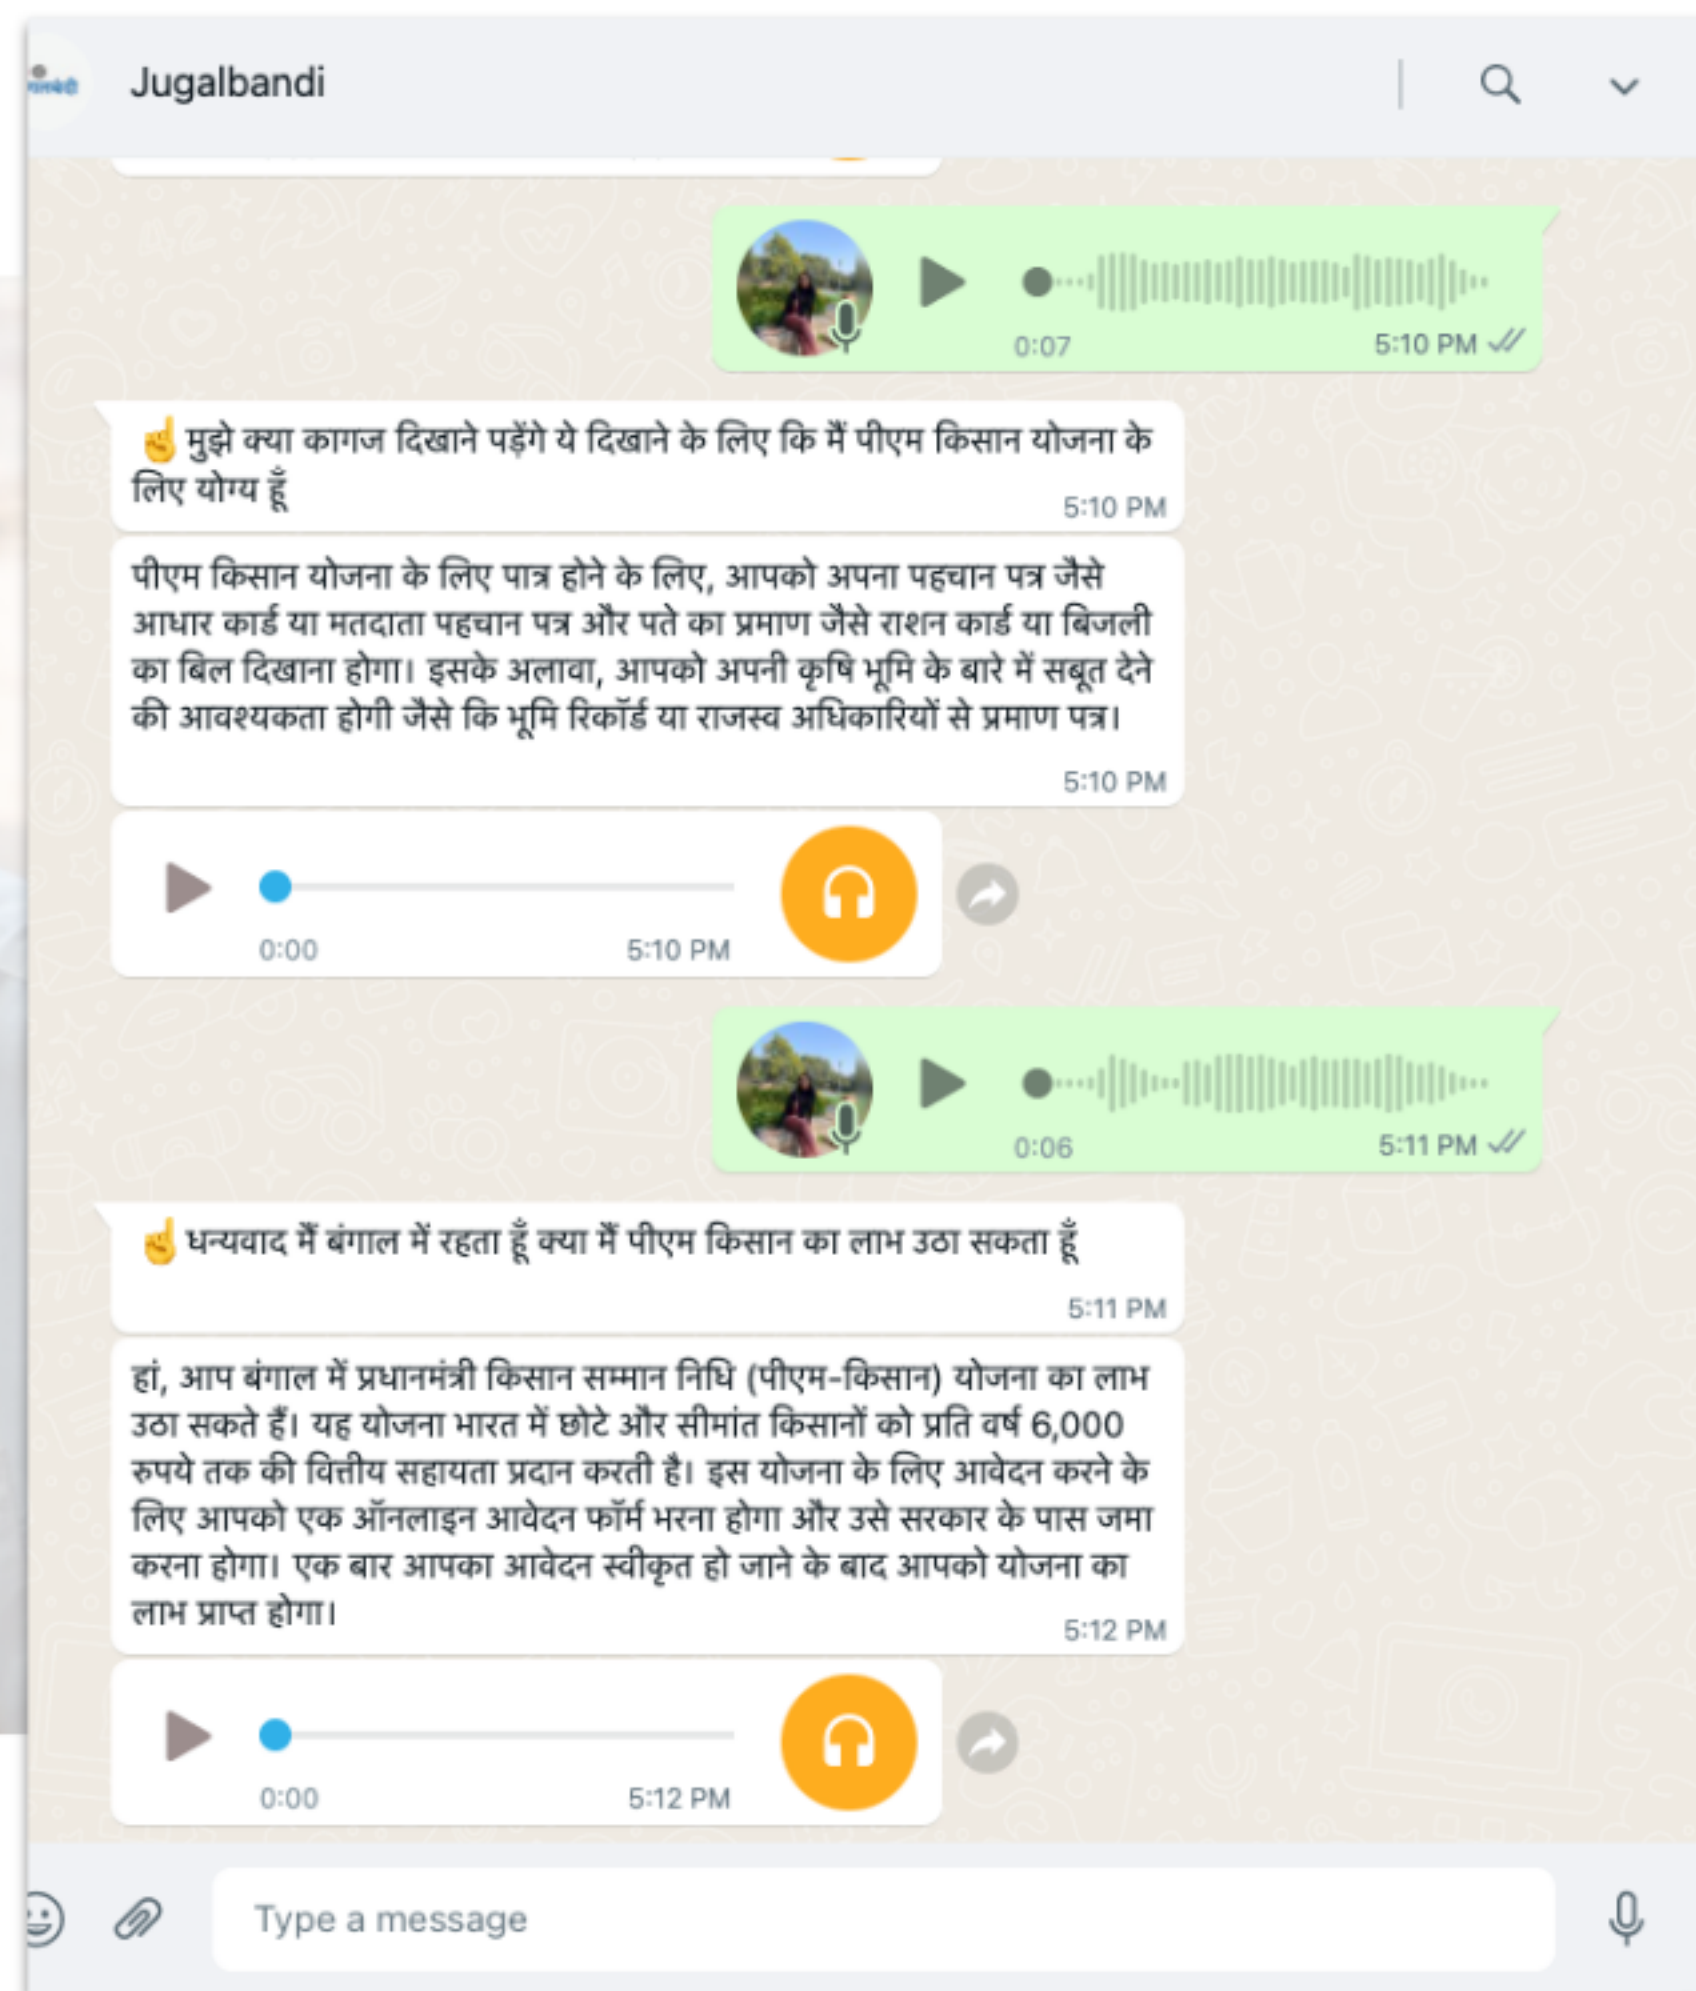 Jugalbandi
0:07
5:10 PM
☝मुझे क्या कागज दिखाने पड़ेंगे ये दिखाने के लिए कि मैं पीएम किसान योजना के
लिए योग्य हूँ
5:10 PM
पीएम किसान योजना के लिए पात्र होने के लिए, आपको अपना पहचान पत्र जैसे
आधार कार्ड या मतदाता पहचान पत्र और पते का प्रमाण जैसे राशन कार्ड या बिजली
का बिल दिखाना होगा। इसके अलावा, आपको अपनी कृषि भूमि के बारे में सबूत देने
की आवश्यकता होगी जैसे कि भूमि रिकॉर्ड या राजस्व अधिकारियों से प्रमाण पत्र।
5:10 PM
0:00
5:10 PM
0:06
5:11 PM
☝धन्यवाद मैं बंगाल में रहता हूँ क्या मैं पीएम किसान का लाभ उठा सकता हूँ
5:11 PM
हां, आप बंगाल में प्रधानमंत्री किसान सम्मान निधि (पीएम-किसान) योजना का लाभ
उठा सकते हैं। यह योजना भारत में छोटे और सीमांत किसानों को प्रति वर्ष 6,000
रुपये तक की वित्तीय सहायता प्रदान करती है। इस योजना के लिए आवेदन करने के
लिए आपको एक ऑनलाइन आवेदन फॉर्म भरना होगा और उसे सरकार के पास जमा
करना होगा। एक बार आपका आवेदन स्वीकृत हो जाने के बाद आपको योजना का
लाभ प्राप्त होगा।
5:12 PM
0:00
5:12 PM
Type a message